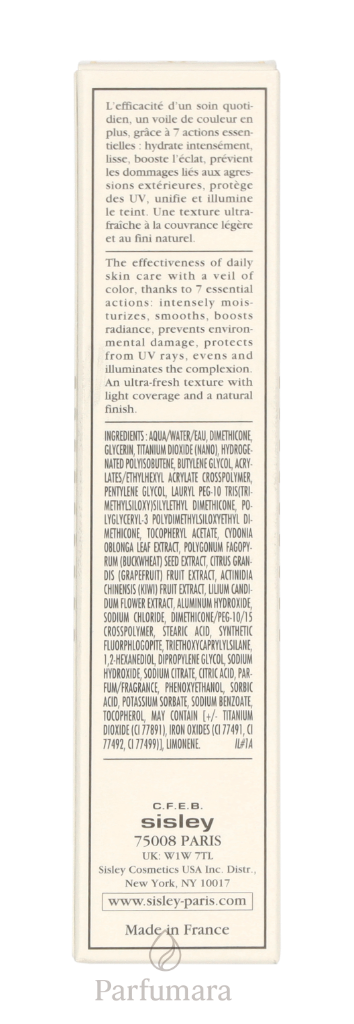 L'efficacité d'un soin quoti-
dien, un voile de couleur en
plus, grâce à 7 actions essen-
tielles : hydrate intensément,
lisse, booste l'éclat, prévient
les dommages liés aux agres-
sions extérieures, protège
des UV, unifie et illumine
le teint. Une texture ultra-
fraîche à la couvrance légère
et au fini naturel.
The effectiveness of daily
skin care with a veil of
color, thanks to 7 essential
actions: intensely mois-
turizes, smooths, boosts
radiance, prevents environ-
mental damage, protects
from UV rays, evens and
illuminates the complexion.
An ultra-fresh texture with
light coverage and a natural
finish.
INGREDIENTS : AQUA/WATER/EAU, DIMETHICONE,
GLYCERIN, TITANIUM DIOXIDE (NANO), HYDROGE-
NATED POLYISOBUTENE, BUTYLENE GLYCOL, ACRY-
LATES/ETHYLHEXYL ACRYLATE CROSSPOLYMER,
PENTYLENE GLYCOL, LAURYL PEG-10 TRIS(TRI-
METHYLSILOXY)SILYLETHYL DIMETHICONE, PO-
LYGLYCERYL-3 POLYDIMETHYLSILOXYETHYL DI-
METHICONE, TOCOPHERYL ACETATE, CYDONIA
OBLONGA LEAF EXTRACT, POLYGONUM FAGOPY-
RUM (BUCKWHEAT) SEED EXTRACT, CITRUS GRAN-
DIS (GRAPEFRUIT) FRUIT EXTRACT, ACTINIDIA
CHINENSIS (KIWI) FRUIT EXTRACT, LILIUM CANDI-
DUM FLOWER EXTRACT, ALUMINUM HYDROXIDE,
SODIUM CHLORIDE, DIMETHICONE/PEG-10/15
CROSSPOLYMER, STEARIC ACID, SYNTHETIC
FLUORPHLOGOPITE, TRIETHOXYCAPRYLYLSILANE,
1,2-HEXANEDIOL, DIPROPYLENE GLYCOL, SODIUM
HYDROXIDE, SODIUM CITRATE, CITRIC ACID, PAR-
FUM/FRAGRANCE, PHENOXYETHANOL, SORBIC
ACID, POTASSIUM SORBATE, SODIUM BENZOATE,
TOCOPHEROL, MAY CONTAIN [+/- TITANIUM
DIOXIDE (CI 77891), IRON OXIDES (CI 77491, CI
77492, CI 77499)], LIMONENE. IL#1A
C.F.E.B.
sisley
75008 PARIS
UK: W1W 7TL
Sisley Cosmetics USA Inc. Distr.,
New York, NY 10017
www.sisley-paris.com
Made in France
Parfumara